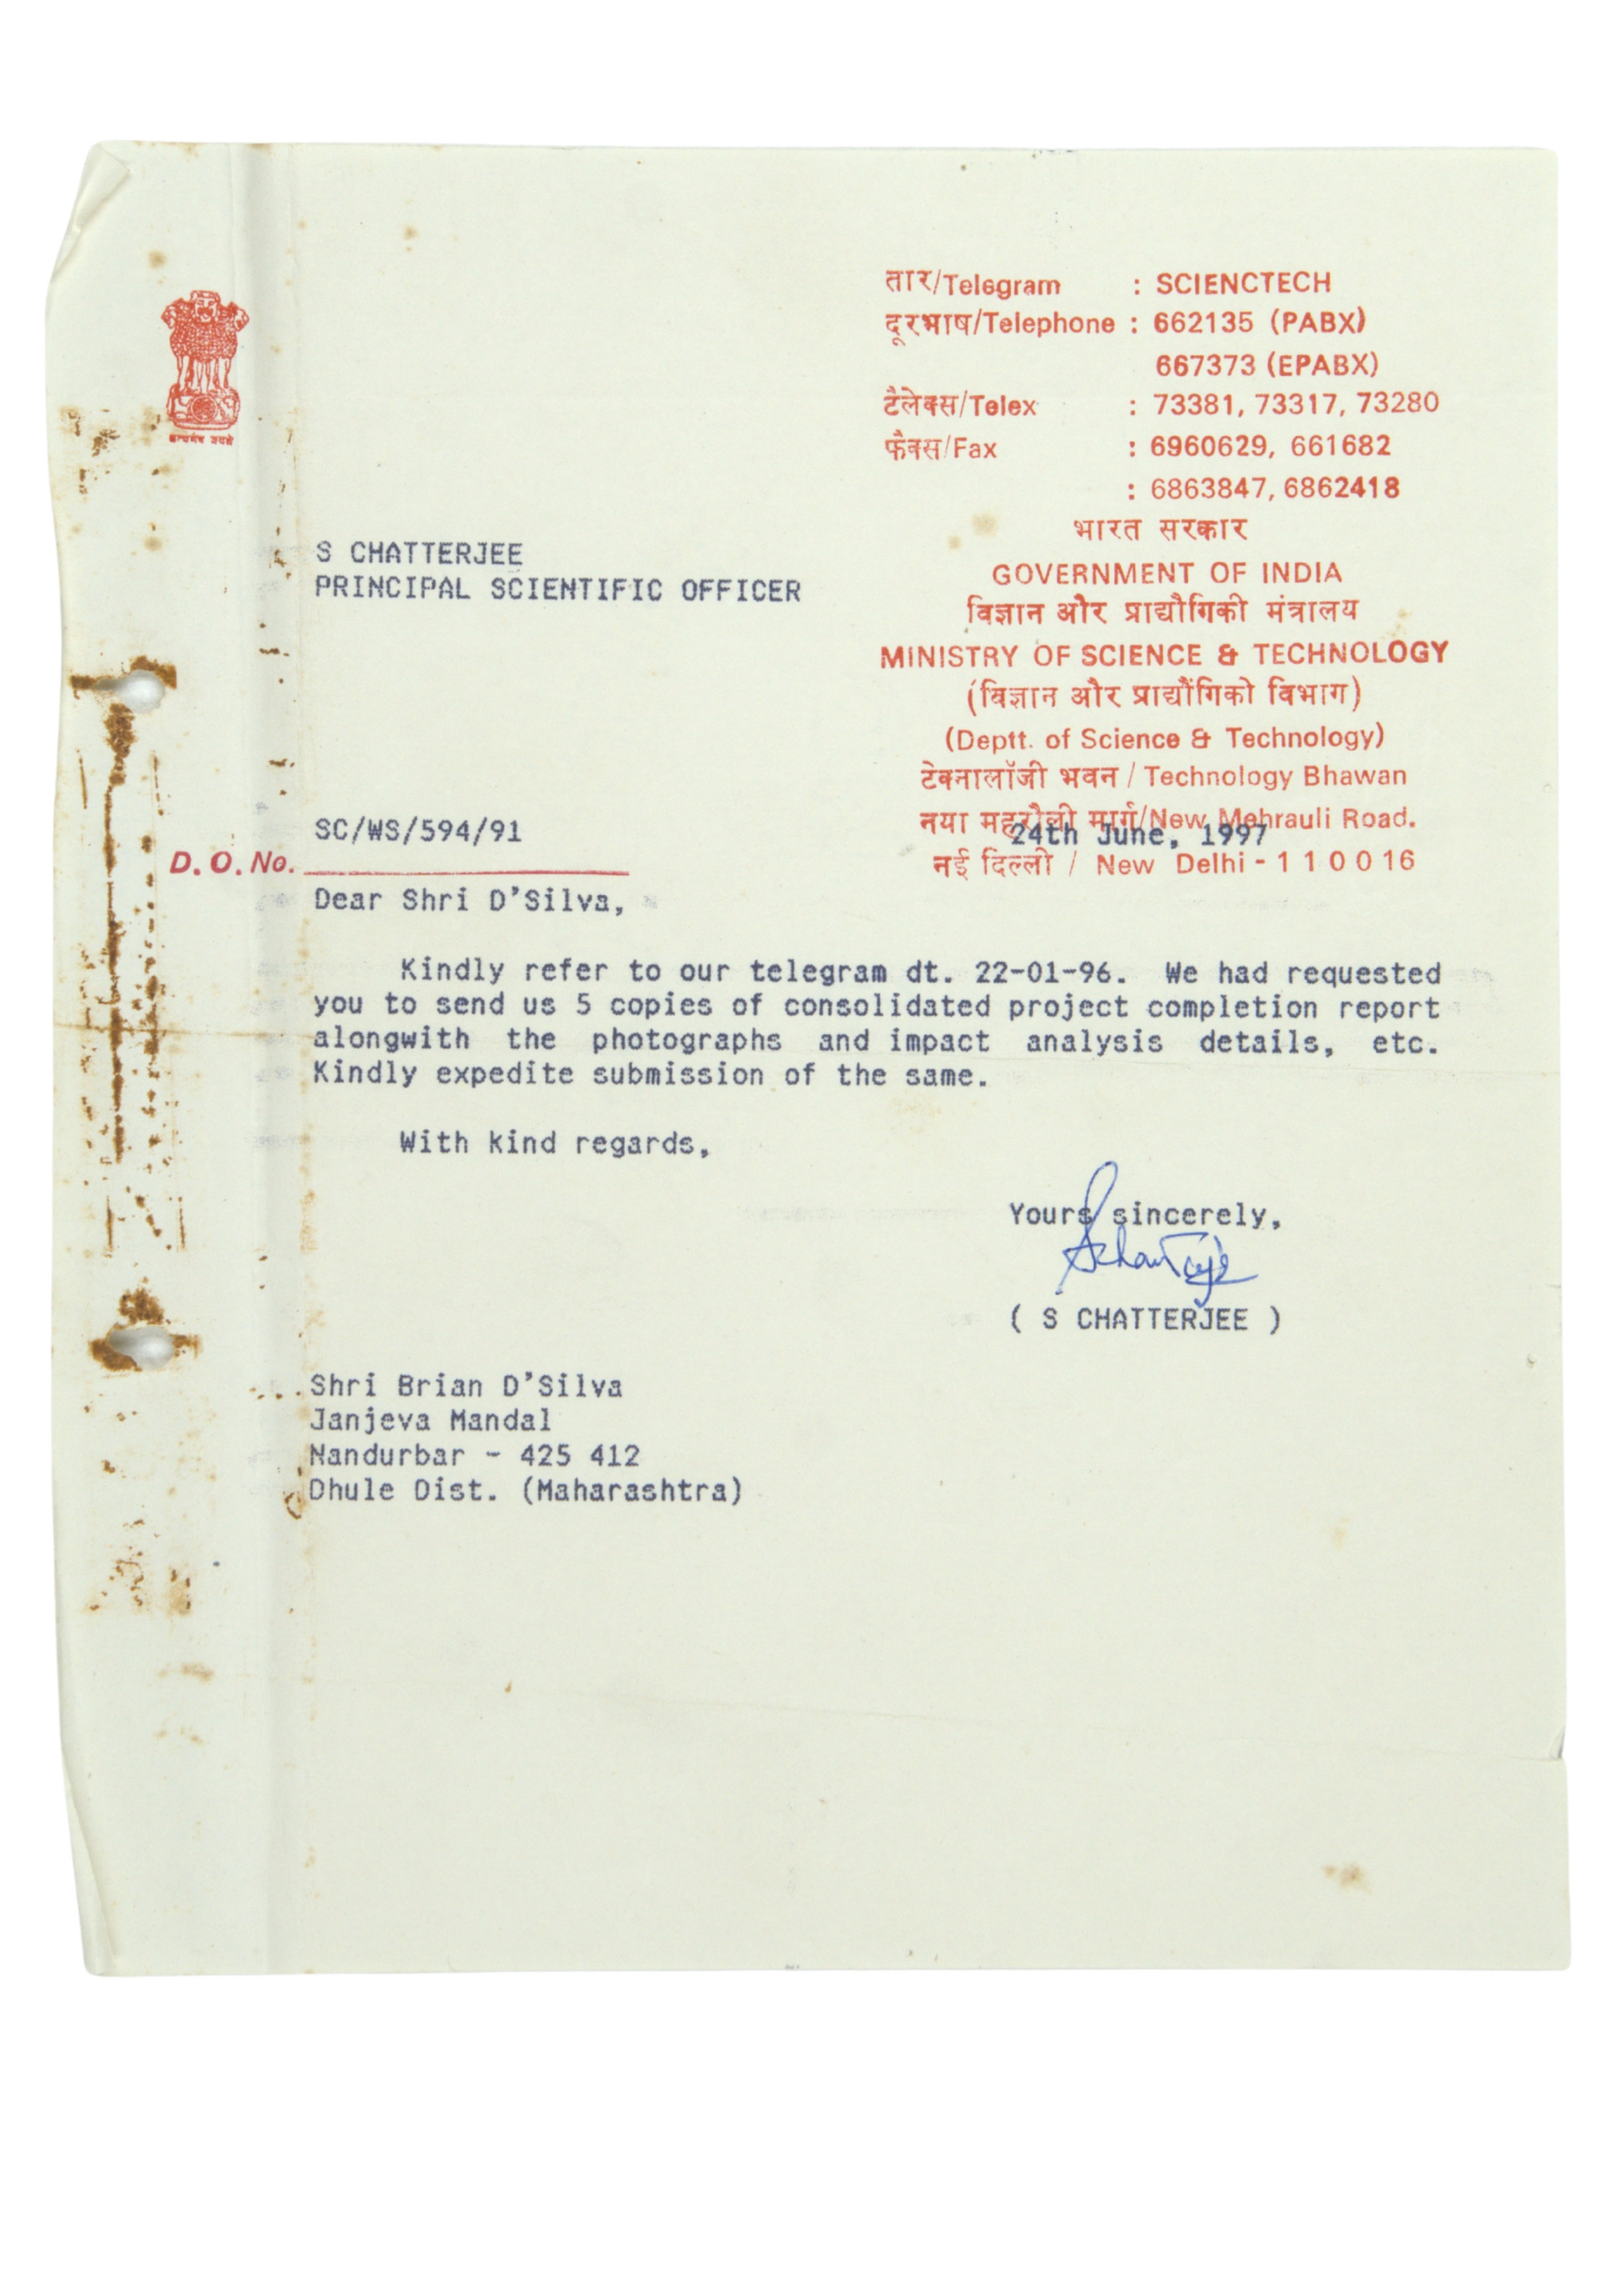 सत्यमेव जयते
तार/Telegram : SCIENCTECH
दूरभाष/Telephone : 662135 (PABX)
667373 (EPABX)
टैलेक्स/Telex : 73381, 73317, 73280
फैक्स/Fax : 6960629, 661682
: 6863847, 6862418
भारत सरकार
GOVERNMENT OF INDIA
विज्ञान और प्राद्यौगिकी मंत्रालय
MINISTRY OF SCIENCE & TECHNOLOGY
(विज्ञान और प्राद्यौगिकी विभाग)
(Deptt. of Science & Technology)
टेक्नालॉजी भवन / Technology Bhawan
नया महरौली मार्ग/New Mehrauli Road.
नई दिल्ली / New Delhi - 1 1 0 0 1 6
S CHATTERJEE
PRINCIPAL SCIENTIFIC OFFICER
SC/WS/594/91
24th June, 1997
D. O. No.
Dear Shri D'Silva,
Kindly refer to our telegram dt. 22-01-96. We had requested
you to send us 5 copies of consolidated project completion report
alongwith the photographs and impact analysis details, etc.
Kindly expedite submission of the same.
With kind regards,
Yours sincerely,
SChatterje
( S CHATTERJEE )
Shri Brian D'Silva
Janjeva Mandal
Nandurbar - 425 412
Dhule Dist. (Maharashtra)